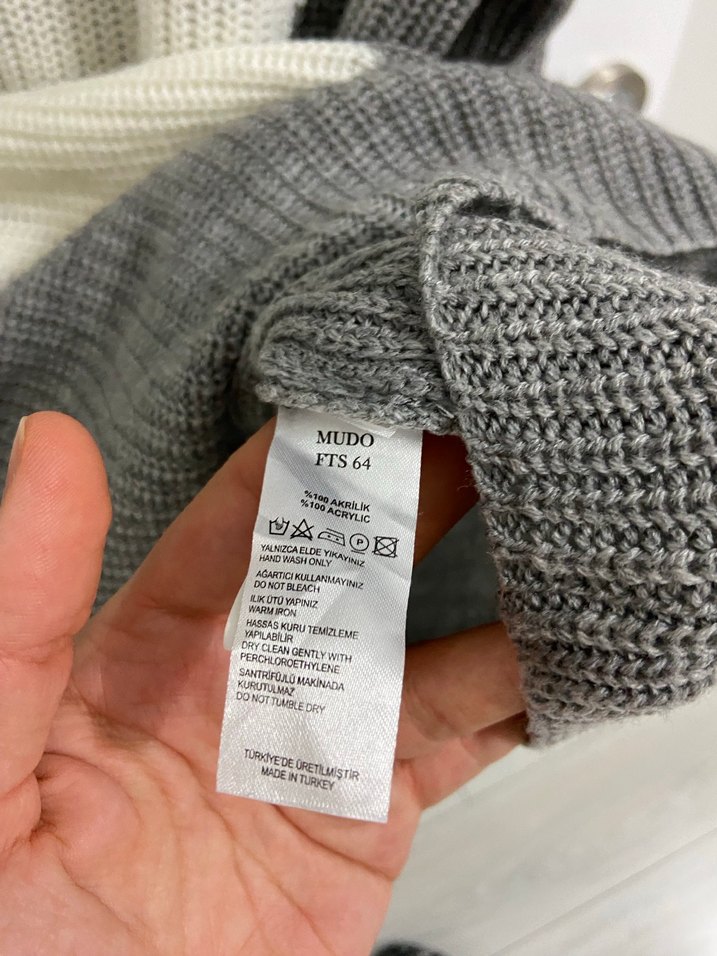 MUDO
FTS 64
%100 AKRİLİK
%100 ACRYLIC
P
YALNIZCA ELDE YIKAYINIZ
HAND WASH ONLY
AĞARTICI KULLANMAYINIZ
DO NOT BLEACH
ILIK ÜTÜ YAPINIZ
WARM IRON
HASSAS KURU TEMİZLEME
YAPILABİLİR
DRY CLEAN GENTLY WITH
PERCHLOROETHYLENE
SANTRİFÜJLÜ MAKİNADA
KURUTULMAZ
DO NOT TUMBLE DRY
TÜRKİYE'DE ÜRETİLMİŞTİR
MADE IN TURKEY